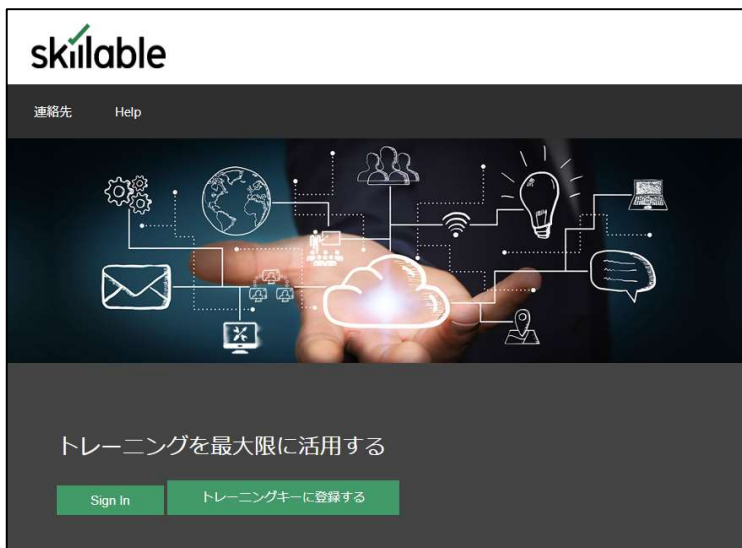 skillable
連絡先
Help
トレーニングを最大限に活用する
Sign In
トレーニングキーに登録する